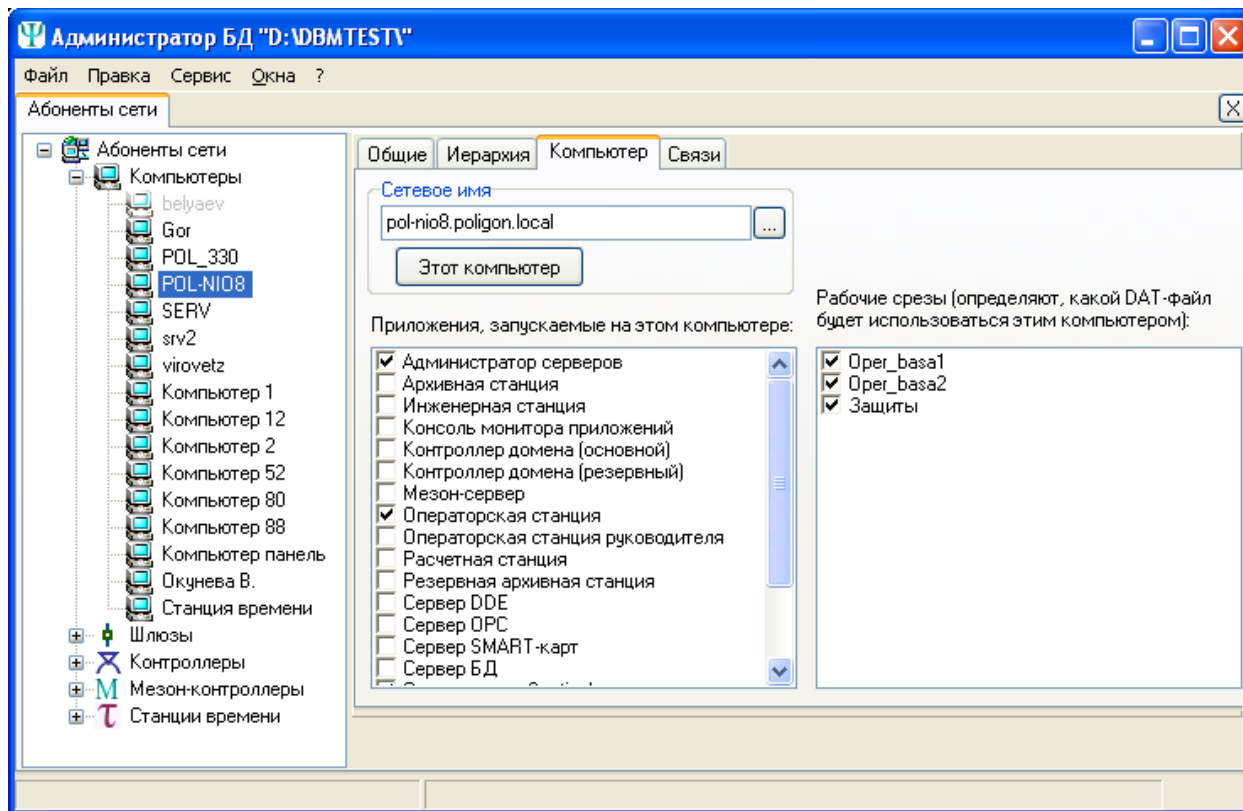 Администратор БД "D:\DBMTEST\"
Файл Правка Сервис Окна ?
Абоненты сети
Абоненты сети
Компьютеры
belyaev
Gor
POL_330
POL-NIO8
SERV
srv2
virovetz
Компьютер 1
Компьютер 12
Компьютер 2
Компьютер 52
Компьютер 80
Компьютер 88
Компьютер панель
Окунева В.
Станция времени
Шлюзы
Контроллеры
Мезон-контроллеры
Станции времени
Общие Иерархия Компьютер Связи
Сетевое имя
pol-nio8.poligon.local
...
Этот компьютер
Приложения, запускаемые на этом компьютере:
Администратор серверов
Архивная станция
Инженерная станция
Консоль монитора приложений
Контроллер домена (основной)
Контроллер домена (резервный)
Мезон-сервер
Операторская станция
Операторская станция руководителя
Расчетная станция
Резервная архивная станция
Сервер DDE
Сервер OPC
Сервер SMART-карт
Сервер БД
Рабочие срезы (определяют, какой DAT-файл
будет использоваться этим компьютером):
Oper_basa1
Oper_basa2
Защиты